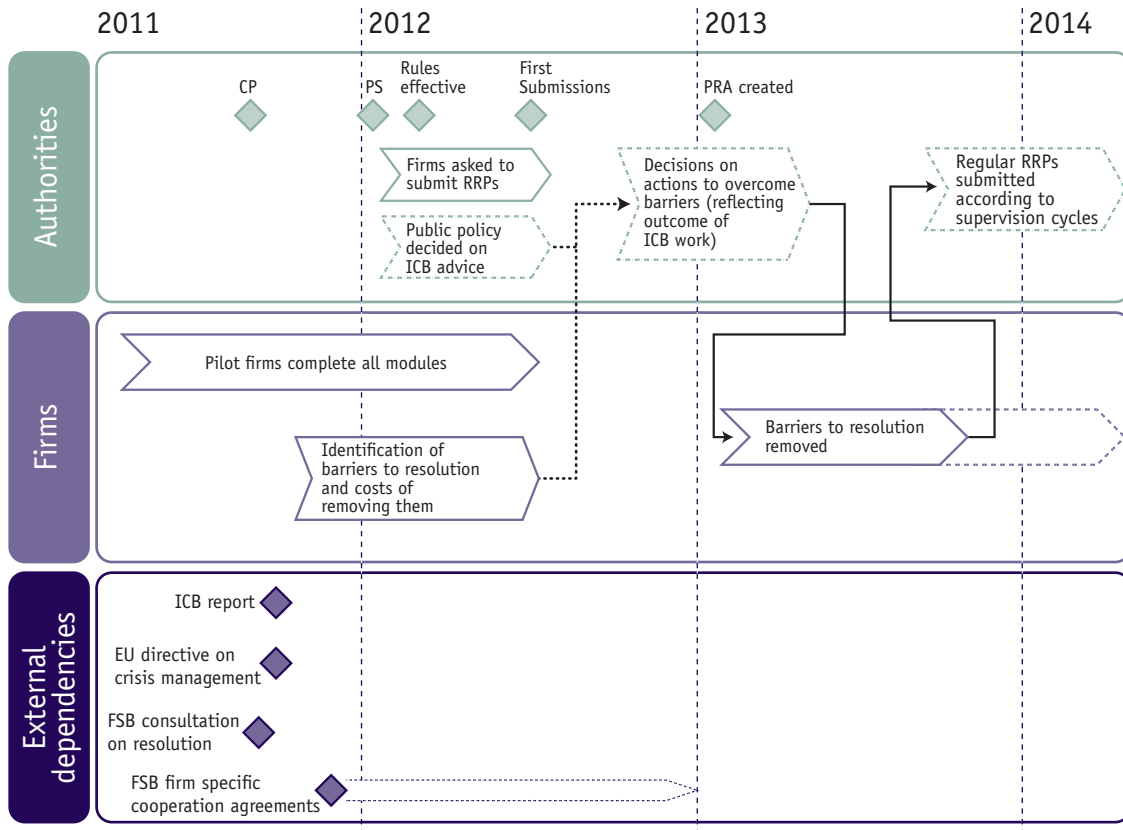 2011
2012
2013
2014
Authorities
CP
PS
Rules
effective
First
Submissions
PRA created
Firms asked to
submit RRPs
Public policy
decided on
ICB advice
Decisions on
actions to overcome
barriers (reflecting
outcome of
ICB work)
Regular RRPs
submitted
according to
supervision cycles
Firms
Pilot firms complete all modules
Identification of
barriers to resolution
and costs of
removing them
Barriers to resolution
removed
External
dependencies
ICB report
EU directive on
crisis management
FSB consultation
on resolution
FSB firm specific
cooperation agreements